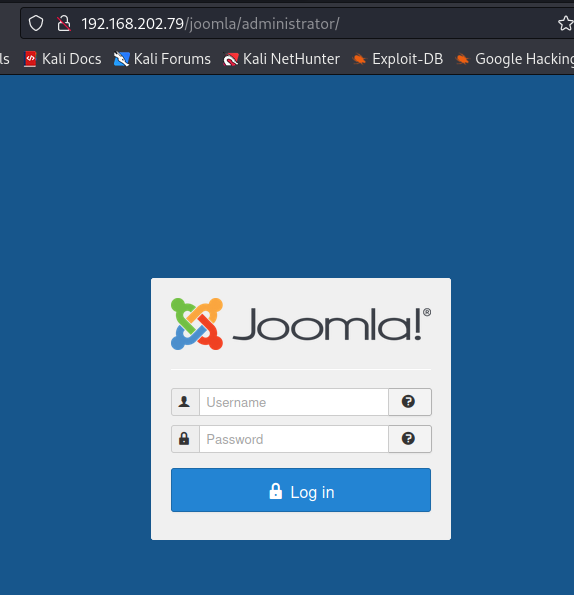 192.168.202.79/joomla/administrator/
ls Kali Docs Kali Forums Kali NetHunter Exploit-DB Google Hacking
Joomla!®
Username
Password
Log in